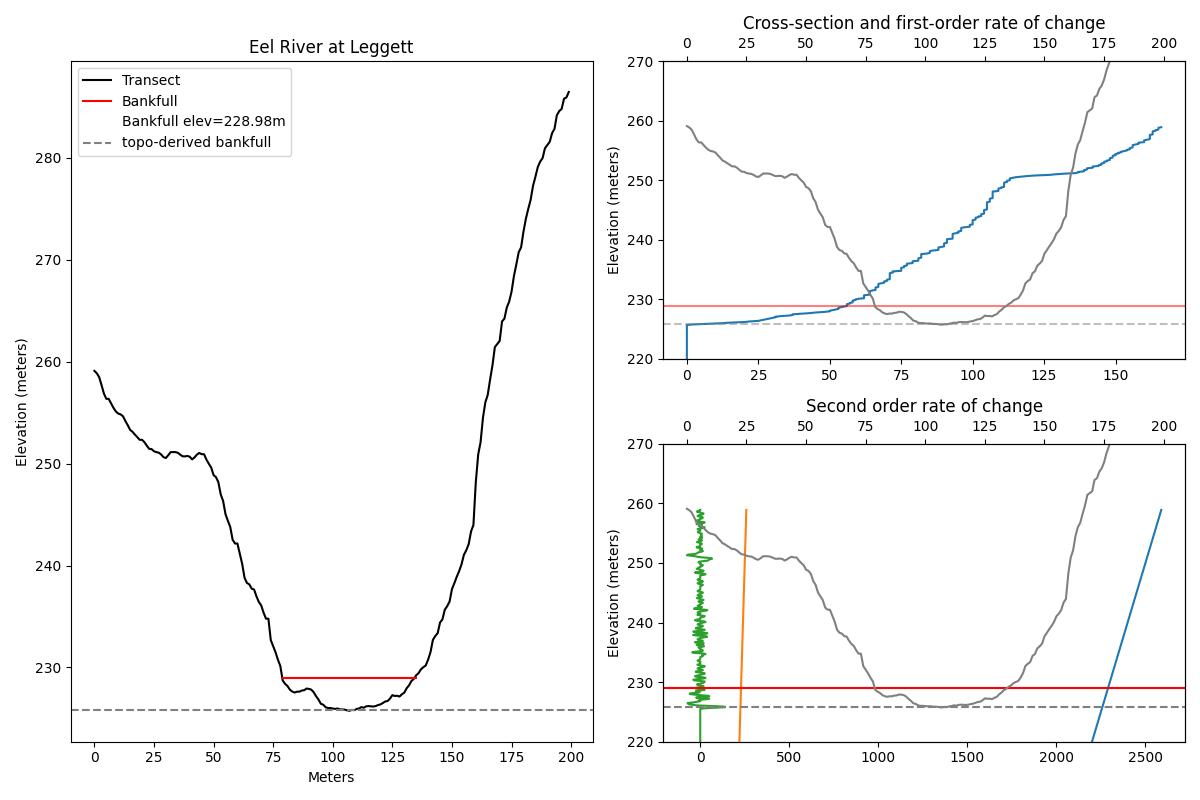 Eel River at Leggett
Transect
Bankfull
Bankfull elev=228.98m
topo-derived bankfull
Elevation (meters)
280
270
260
250
240
230
0 25 50 75 100 125 150 175 200
Meters
Cross-section and first-order rate of change
0 25 50 75 100 125 150 175 200
Elevation (meters)
270
260
250
240
230
220
0 25 50 75 100 125 150
Second order rate of change
0 25 50 75 100 125 150 175 200
Elevation (meters)
270
260
250
240
230
220
0 500 1000 1500 2000 2500